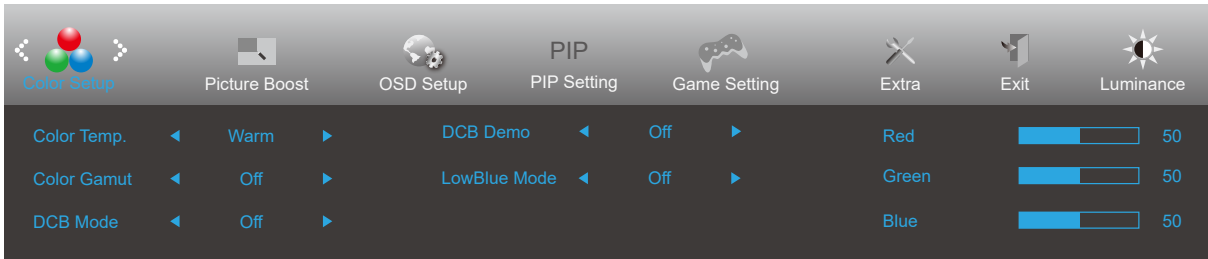 PIP
Color Setup Picture Boost OSD Setup PIP Setting Game Setting Extra Exit Luminance
Color Temp. Warm DCB Demo Off Red 50
Color Gamut Off LowBlue Mode Off Green 50
DCB Mode Off Blue 50